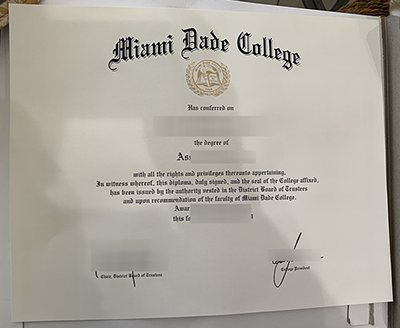 Miami Dade College
Has conferred on
the degree of
As
with all the rights and privileges thereunto appertaining.
In witness whereof, this diploma, duly signed, and the seal of the College affixed,
has been issued by the authority vested in the District Board of Trustees
and upon recommendation of the faculty of Miami Dade College.
Awar
this
Chair, District Board of Trustees
College President